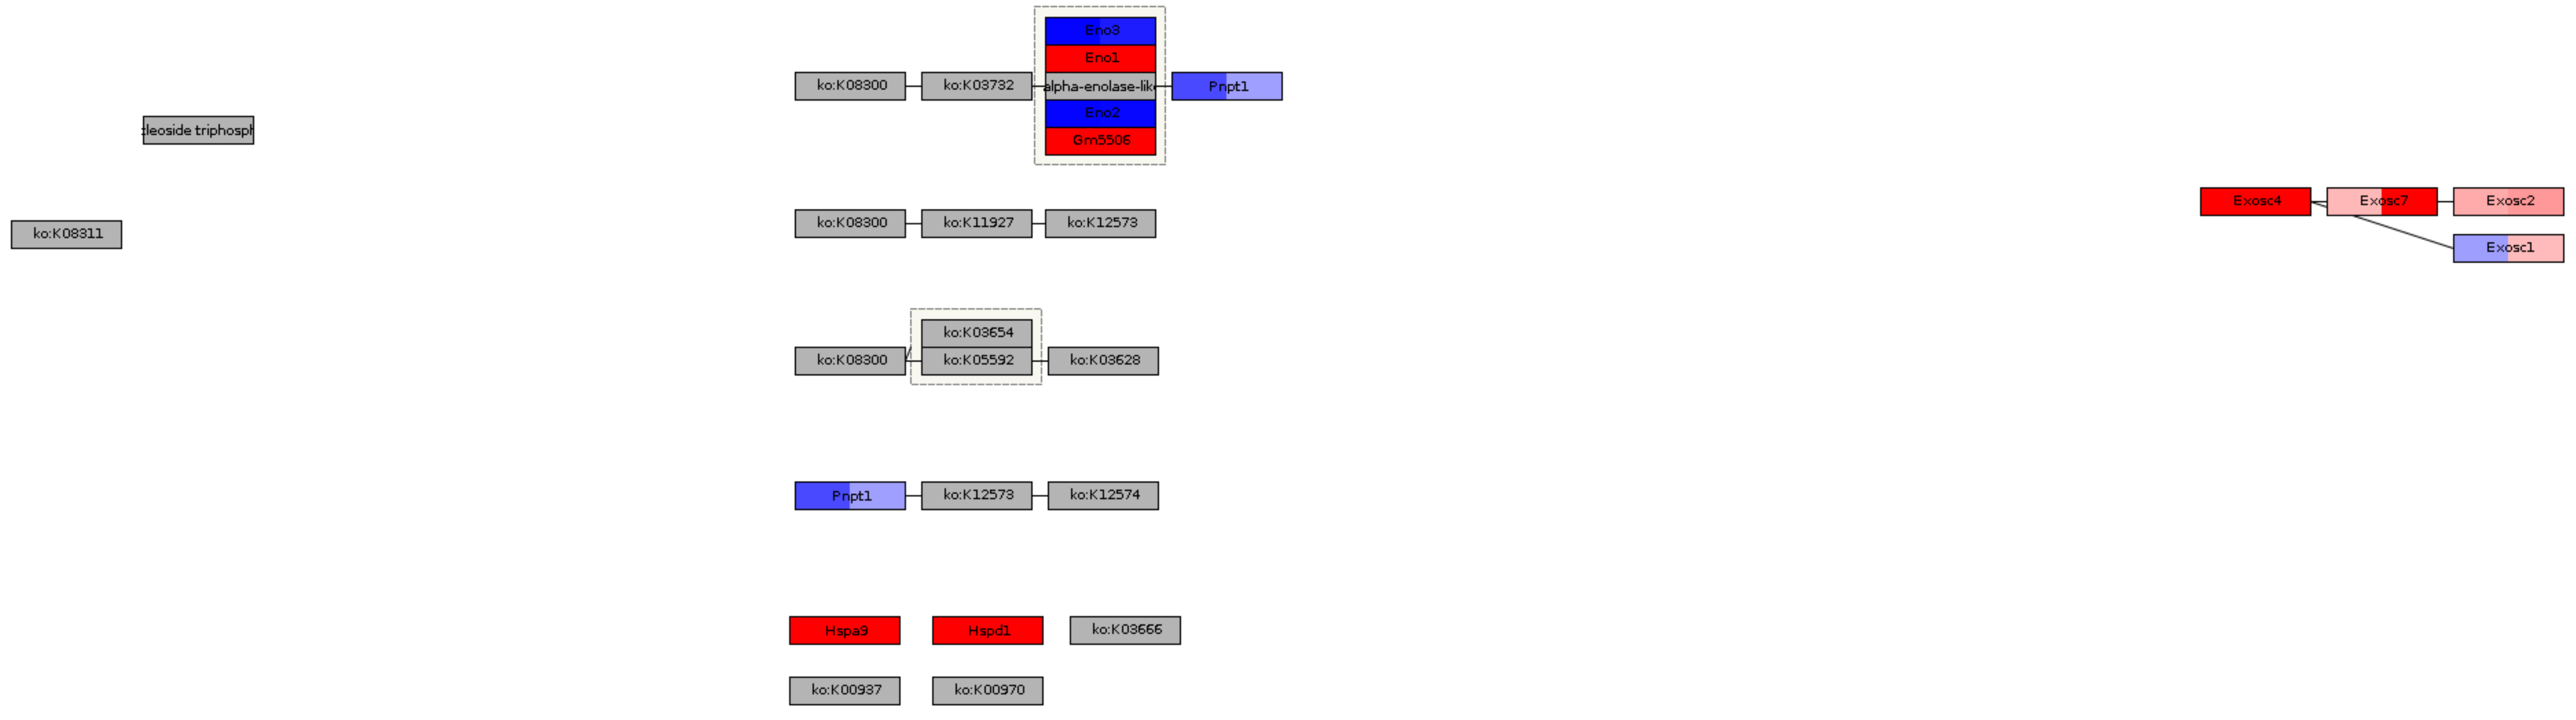 Eno3
Eno1
ko:K08300
ko:K03732
alpha-enolase-lik
Pnpt1
Eno2
leoside triphosp
Gm5506
Exosc4
Exosc7
Exosc2
ko:K08300
ko:K11927
ko:K12573
ko:K08311
Exosc1
ko:K03654
ko:K08300
ko:K05592
ko:K03628
Pnpt1
ko:K12573
ko:K12574
Hspa9
Hspd1
ko:K03666
ko:K00937
ko:K00970